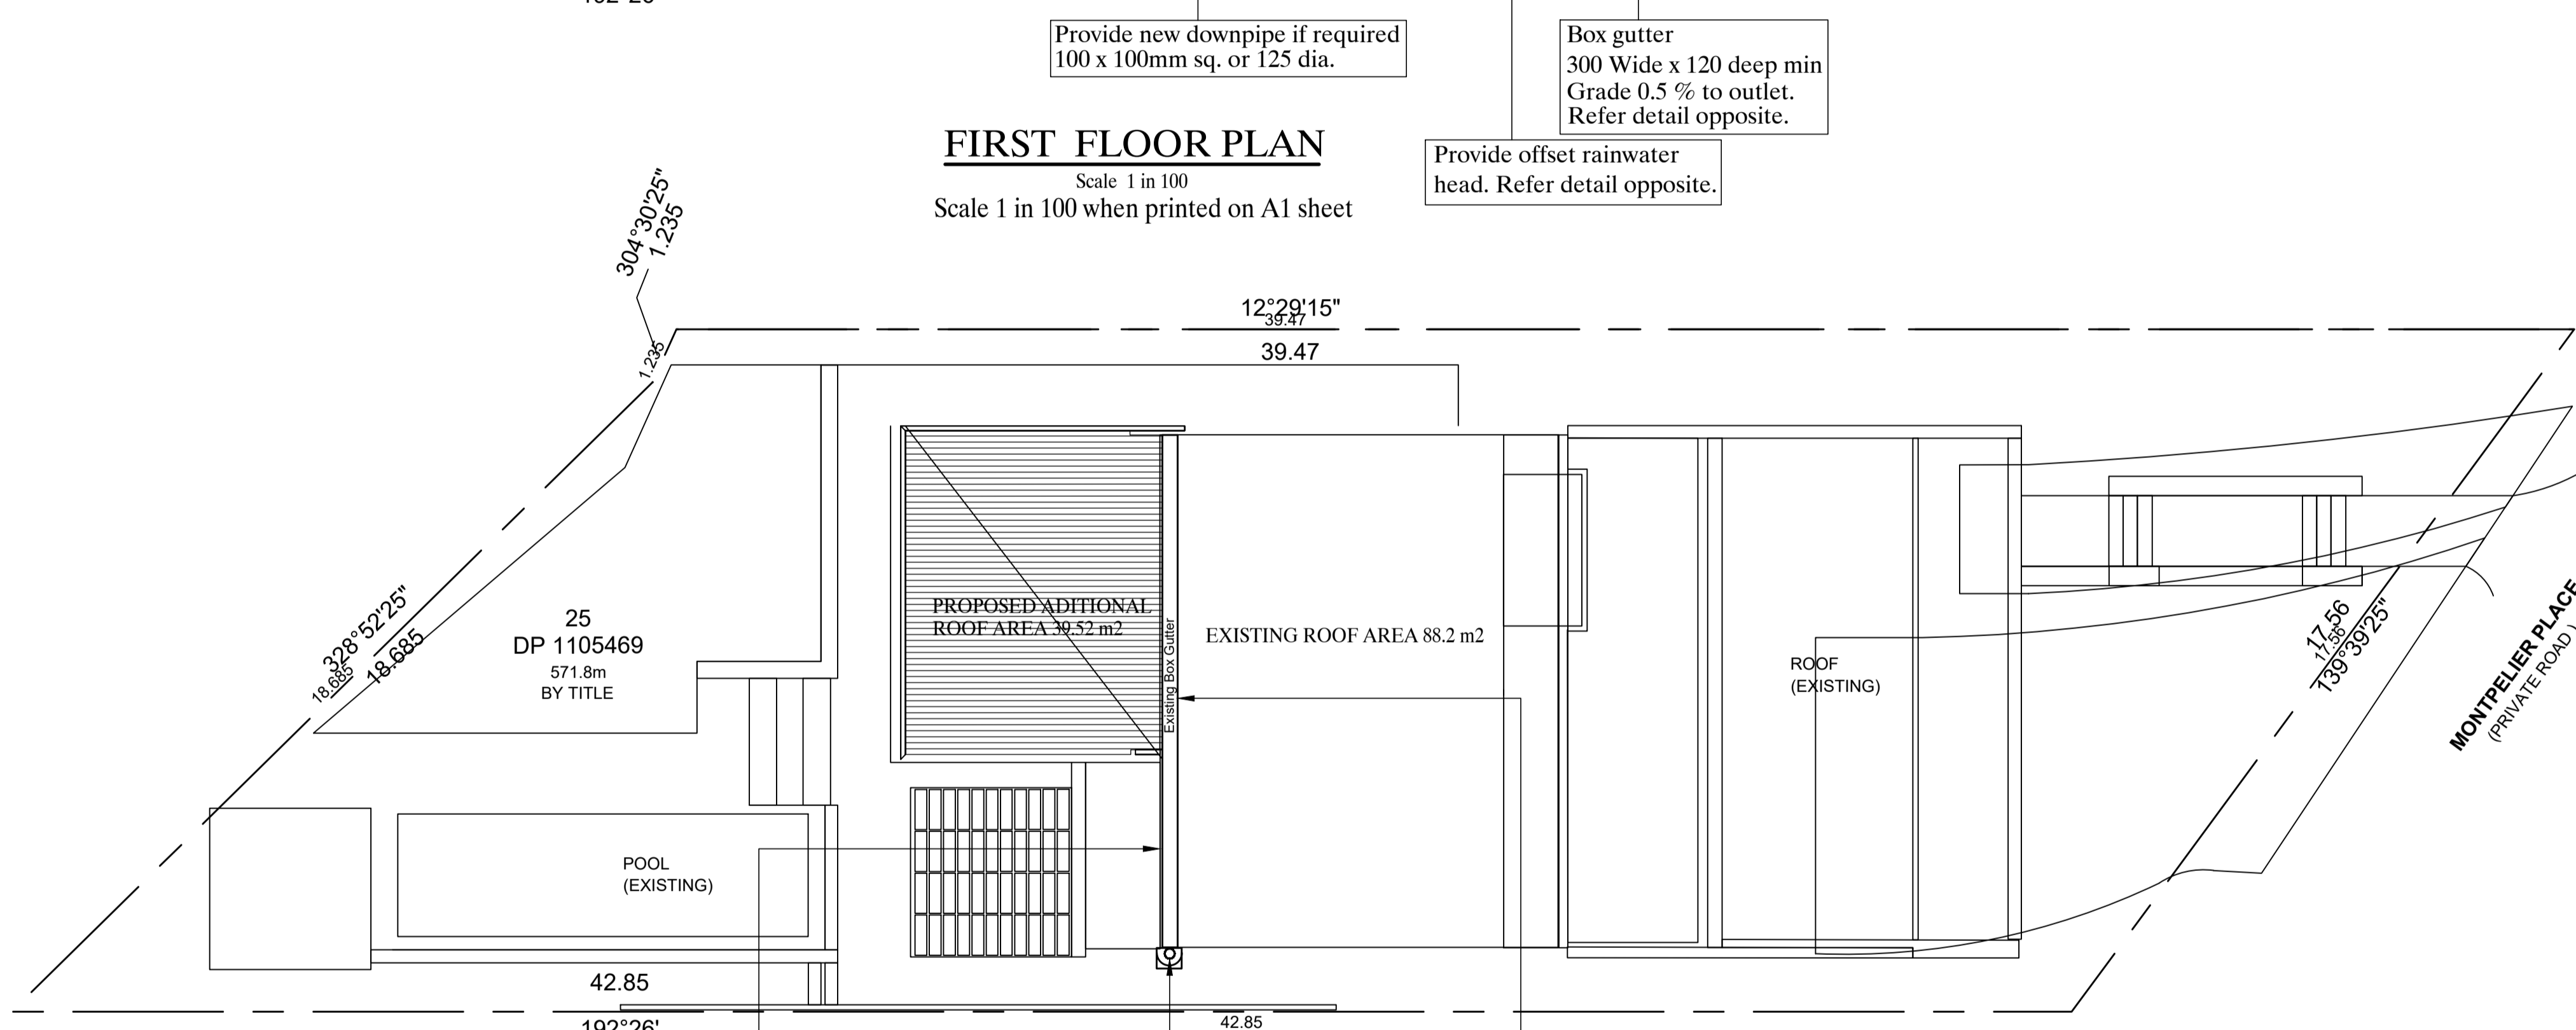 Provide new downpipe if required
100 x 100mm sq. or 125 dia.
Box gutter
300 Wide x 120 deep min
Grade 0.5 % to outlet.
Refer detail opposite.
FIRST FLOOR PLAN
Scale 1 in 100
Scale 1 in 100 when printed on A1 sheet
Provide offset rainwater
head. Refer detail opposite.
304°30'25"
1.235
12°29'15"
39.47
39.47
1.235
328°52'25"
18.685
18.685
25
DP 1105469
571.8m
BY TITLE
PROPOSED ADITIONAL
ROOF AREA 39.52 m2
Existing Box Gutter
EXISTING ROOF AREA 88.2 m2
ROOF
(EXISTING)
17.56
17.56
139°39'25"
MONTPELIER PLACE
(PRIVATE ROAD )
POOL
(EXISTING)
42.85
192°26'
42.85